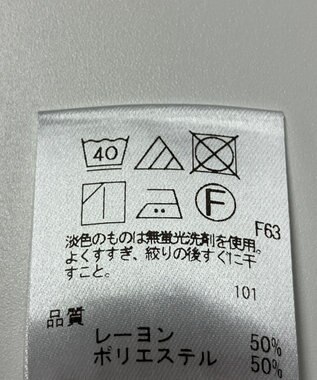 40
F
F63
淡色のものは無蛍光洗剤を使用。
よくすすぎ、絞りの後すぐに干
すこと。
101
品質
レーヨン 50%
ポリエステル 50%